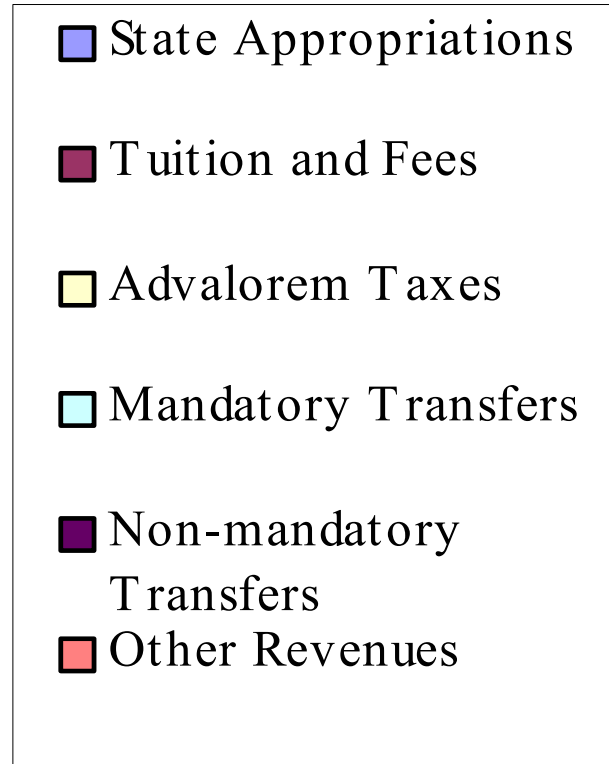 State Appropriations
Tuition and Fees
Advalorem Taxes
Mandatory Transfers
Non-mandatory
Transfers
Other Revenues